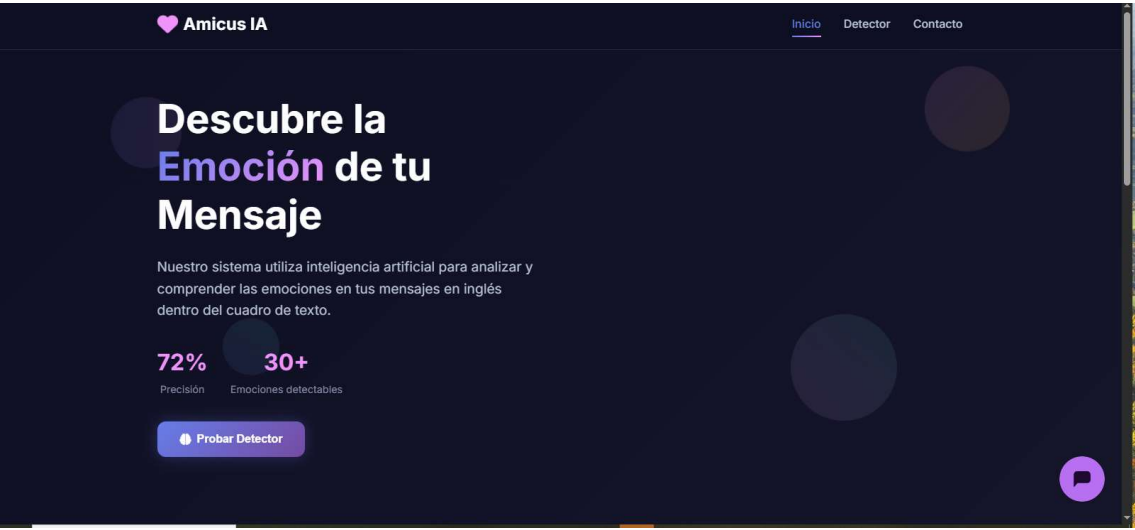 Amicus IA
Inicio Detector Contacto
Descubre la
Emoción de tu
Mensaje
Nuestro sistema utiliza inteligencia artificial para analizar y
comprender las emociones en tus mensajes en inglés
dentro del cuadro de texto.
72% 30+
Precisión Emociones detectables
Probar Detector